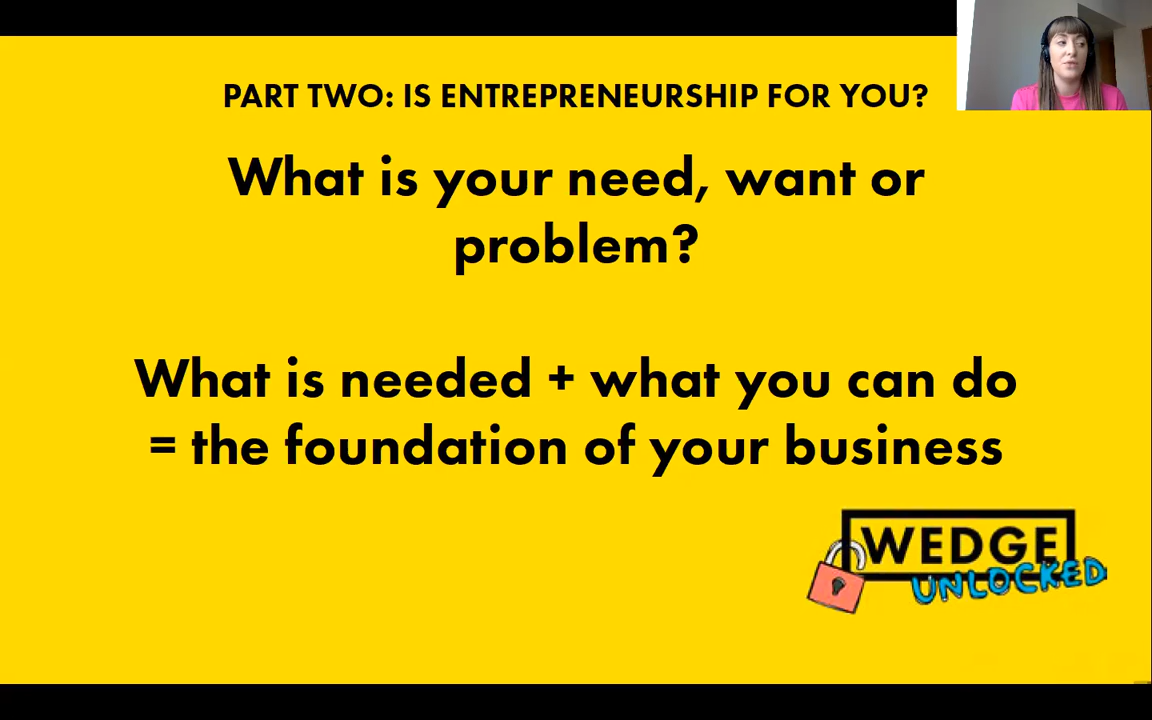 PART TWO: IS ENTREPRENEURSHIP FOR YOU?
What is your need, want or
problem?
What is needed + what you can do
= the foundation of your business
WEDGE
UNLOCKED